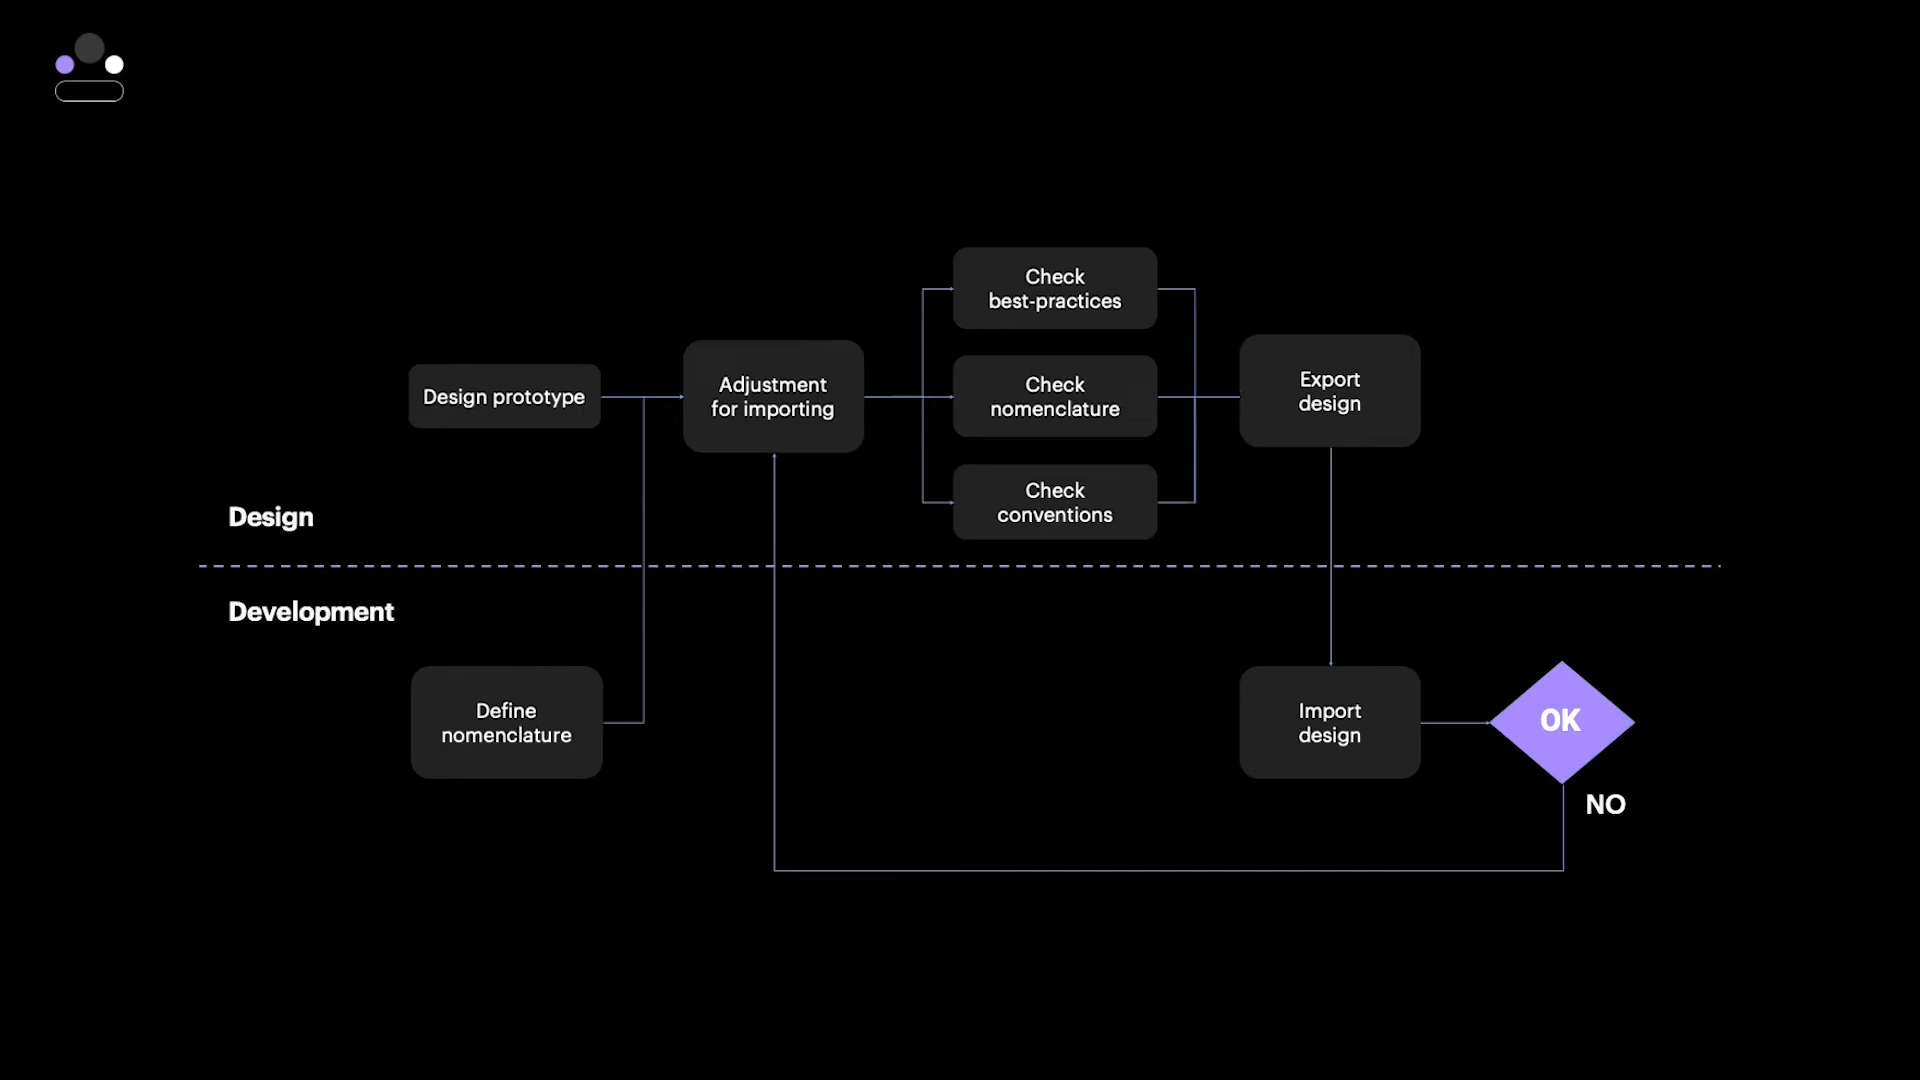 Check
best-practices
Design prototype
Adjustment
for importing
Check
nomenclature
Export
design
Check
conventions
Design
Development
Define
nomenclature
Import
design
OK
NO